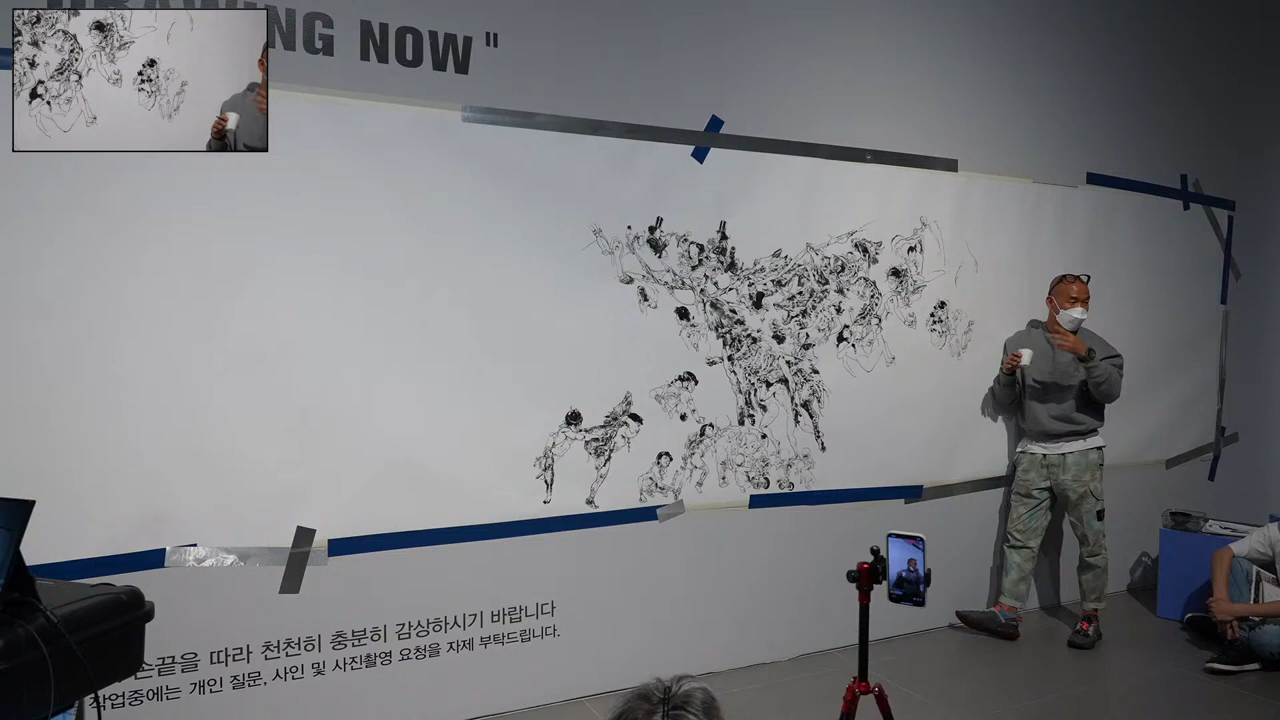 DRAWING NOW"
손끝을 따라 천천히 충분히 감상하시기 바랍니다
작업중에는 개인 질문, 사인 및 사진촬영 요청을 자제 부탁드립니다.